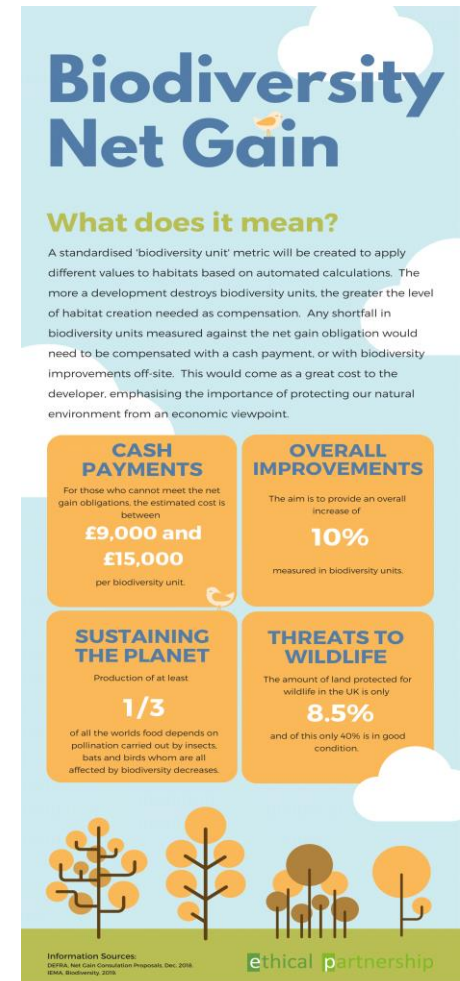 Biodiversity
Net Gain
What does it mean?
A standardised 'biodiversity unit' metric will be created to apply
different values to habitats based on automated calculations. The
more a development destroys biodiversity units, the greater the level
of habitat creation needed as compensation. Any shortfall in
biodiversity units measured against the net gain obligation would
need to be compensated with a cash payment, or with biodiversity
improvements off-site. This would come as a great cost to the
developer, emphasising the importance of protecting our natural
environment from an economic viewpoint.
CASH
PAYMENTS
For those who cannot meet the net
gain obligations, the estimated cost is
between
£9,000 and
£15,000
per biodiversity unit.
OVERALL
IMPROVEMENTS
The aim is to provide an overall
increase of
10%
measured in biodiversity units.
SUSTAINING
THE PLANET
Production of at least
1/3
of all the worlds food depends on
pollination carried out by insects,
bats and birds whom are all
affected by biodiversity decreases.
THREATS TO
WILDLIFE
The amount of land protected for
wildlife in the UK is only
8.5%
and of this only 40% is in good
condition.
Information Sources:
DEFRA, Net Gain Consulation Proposals, Dec, 2018.
IEMA, Biodiversity, 2019.
ethical partnership